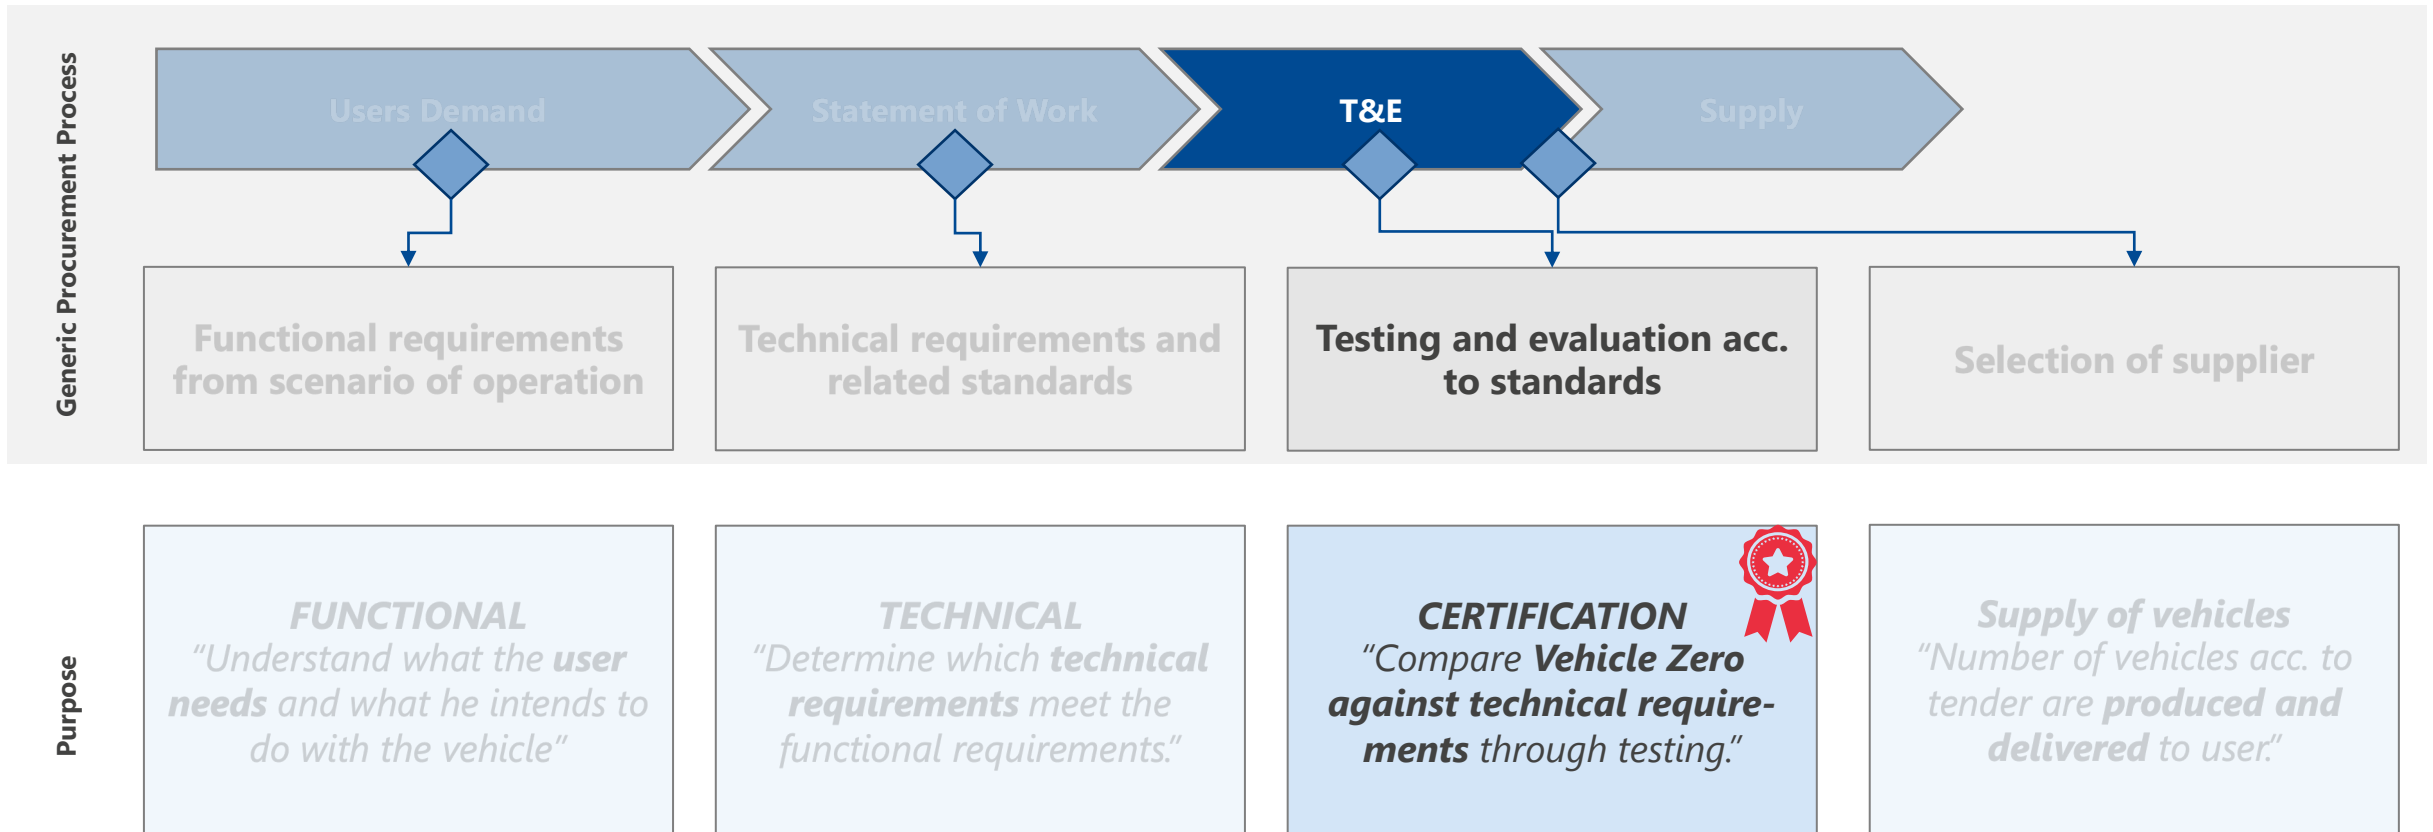 Generic Procurement Process
Users Demand
Statement of Work
T&E
Supply
Functional requirements
from scenario of operation
Technical requirements and
related standards
Testing and evaluation acc.
to standards
Selection of supplier
Purpose
FUNCTIONAL
“Understand what the user
needs and what he intends to
do with the vehicle”
TECHNICAL
“Determine which technical
requirements meet the
functional requirements.”
CERTIFICATION
“Compare Vehicle Zero
against technical require-
ments through testing.”
Supply of vehicles
“Number of vehicles acc. to
tender are produced and
delivered to user.”